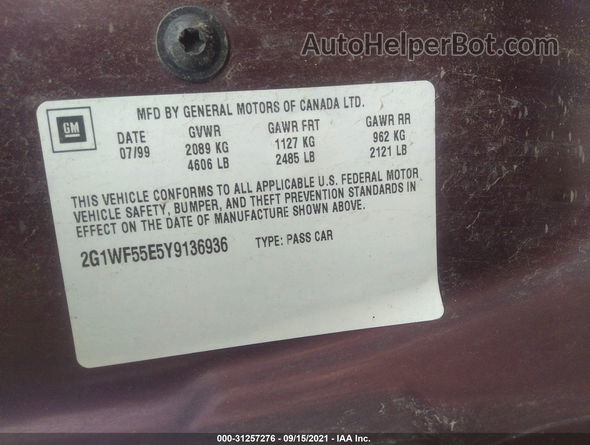 AutoHelperBot.com
MFD BY GENERAL MOTORS OF CANADA LTD.
GM
DATE GVWR GAWR FRT GAWR RR
07/99 2089 KG 1127 KG 962 KG
4606 LB 2485 LB 2121 LB
THIS VEHICLE CONFORMS TO ALL APPLICABLE U.S. FEDERAL MOTOR
VEHICLE SAFETY, BUMPER, AND THEFT PREVENTION STANDARDS IN
EFFECT ON THE DATE OF MANUFACTURE SHOWN ABOVE.
2G1WF55E5Y9136936 TYPE: PASS CAR
000-31257276 - 09/15/2021 - IAA Inc.